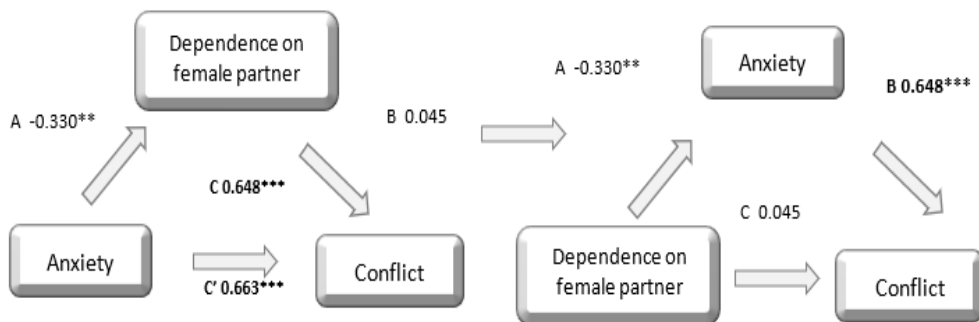 Dependence on
female partner
A -0.330**
B 0.045
C 0.648***
Anxiety
C' 0.663***
Conflict
A -0.330**
Anxiety
B 0.648***
C 0.045
Dependence on
female partner
Conflict